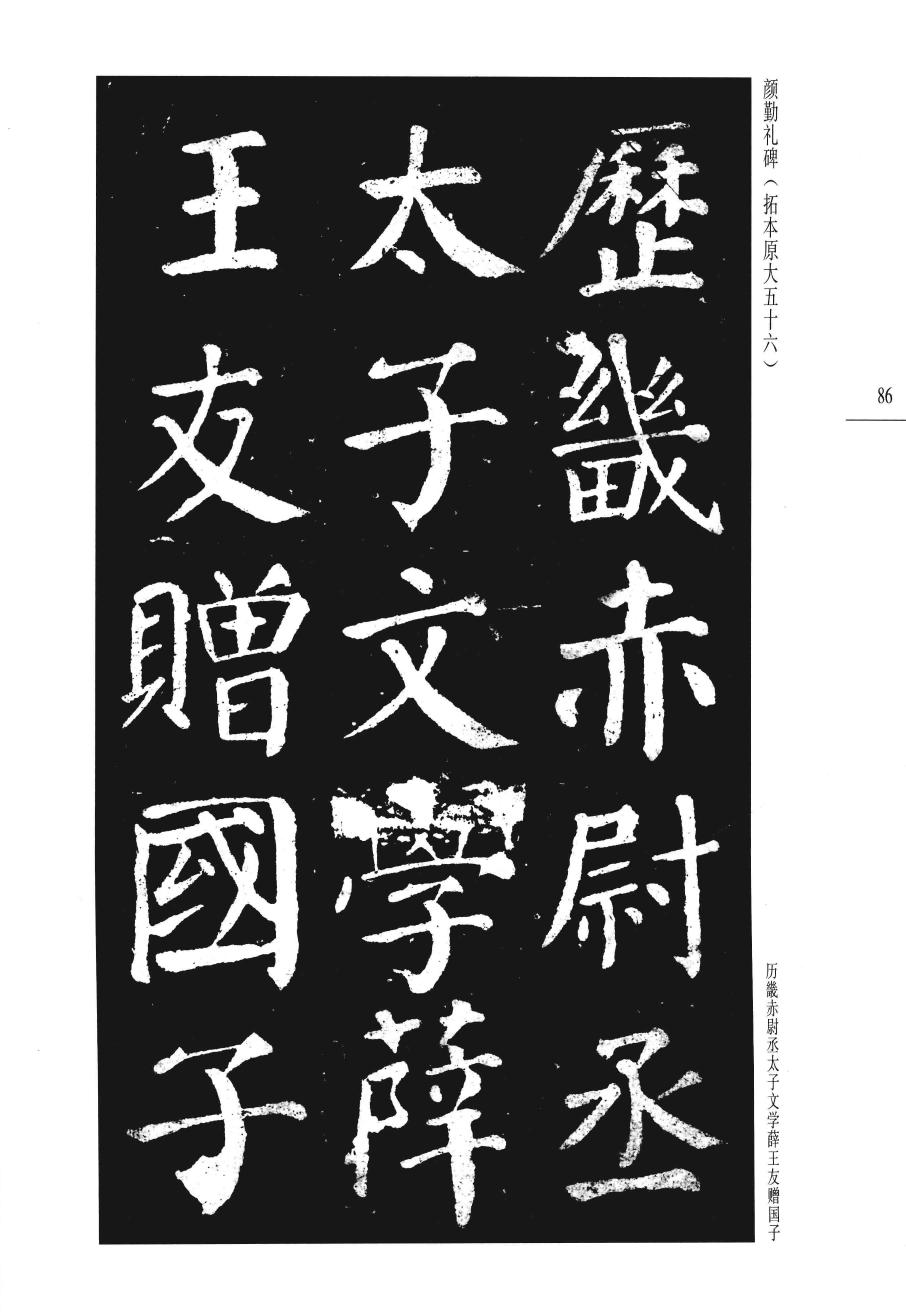 颜勤礼碑（拓本原大五十六）
86
歷畿赤尉丞
太子文學薛
王友贈國子
历畿赤尉丞太子文学薛王友赠国子